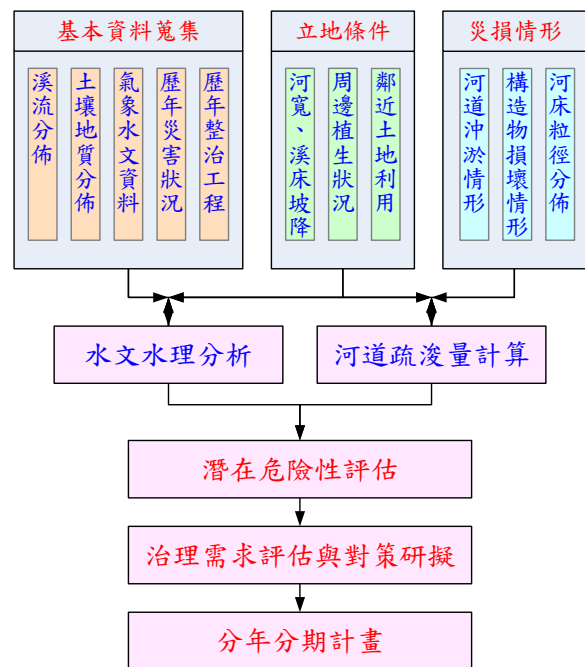 基本資料蒐集
溪流分佈
土壤地質分佈
氣象水文資料
歷年災害狀況
歷年整治工程
立地條件
河寬、溪床坡降
周邊植生狀況
鄰近土地利用
災損情形
河道沖淤情形
構造物損壞情形
河床粒徑分佈
水文水理分析
河道疏浚量計算
潛在危險性評估
治理需求評估與對策研擬
分年分期計畫